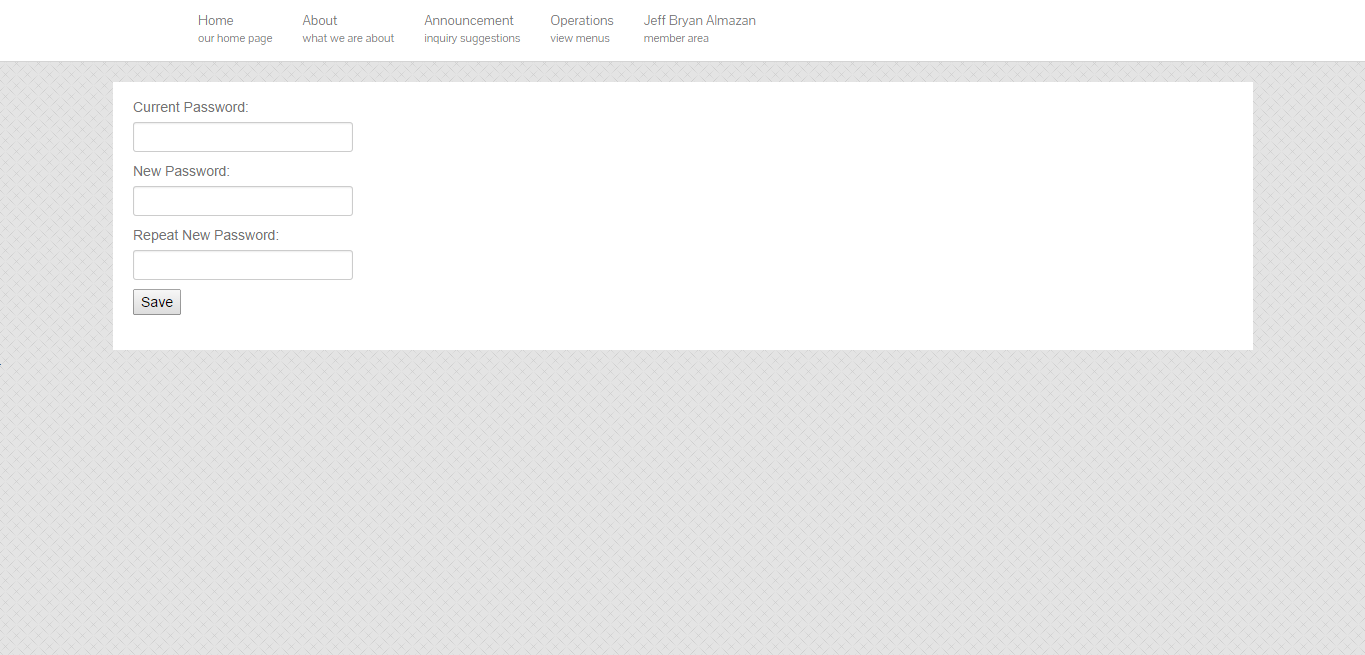 Home
our home page
About
what we are about
Announcement
inquiry suggestions
Operations
view menus
Jeff Bryan Almazan
member area
Current Password:
New Password:
Repeat New Password:
Save